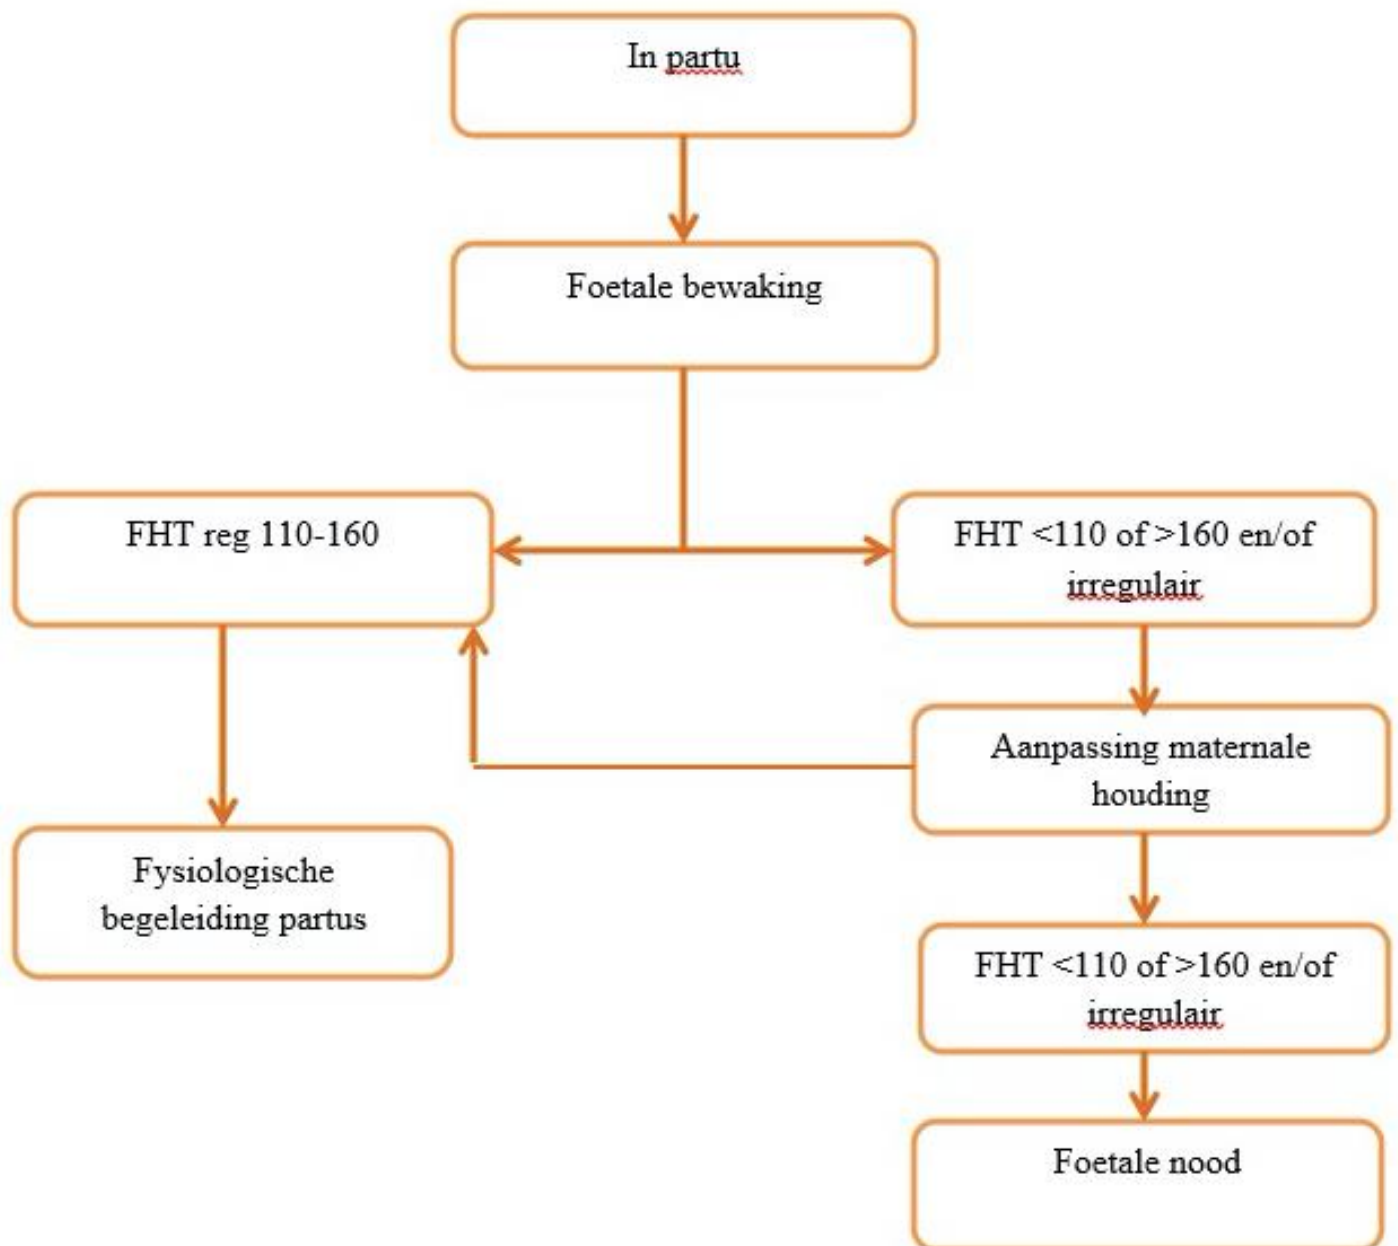 In partu
Foetale bewaking
FHT reg 110-160
FHT <110 of >160 en/of
irregulair
Aanpassing maternale
houding
Fysiologische
begeleiding partus
FHT <110 of >160 en/of
irregulair
Foetale nood